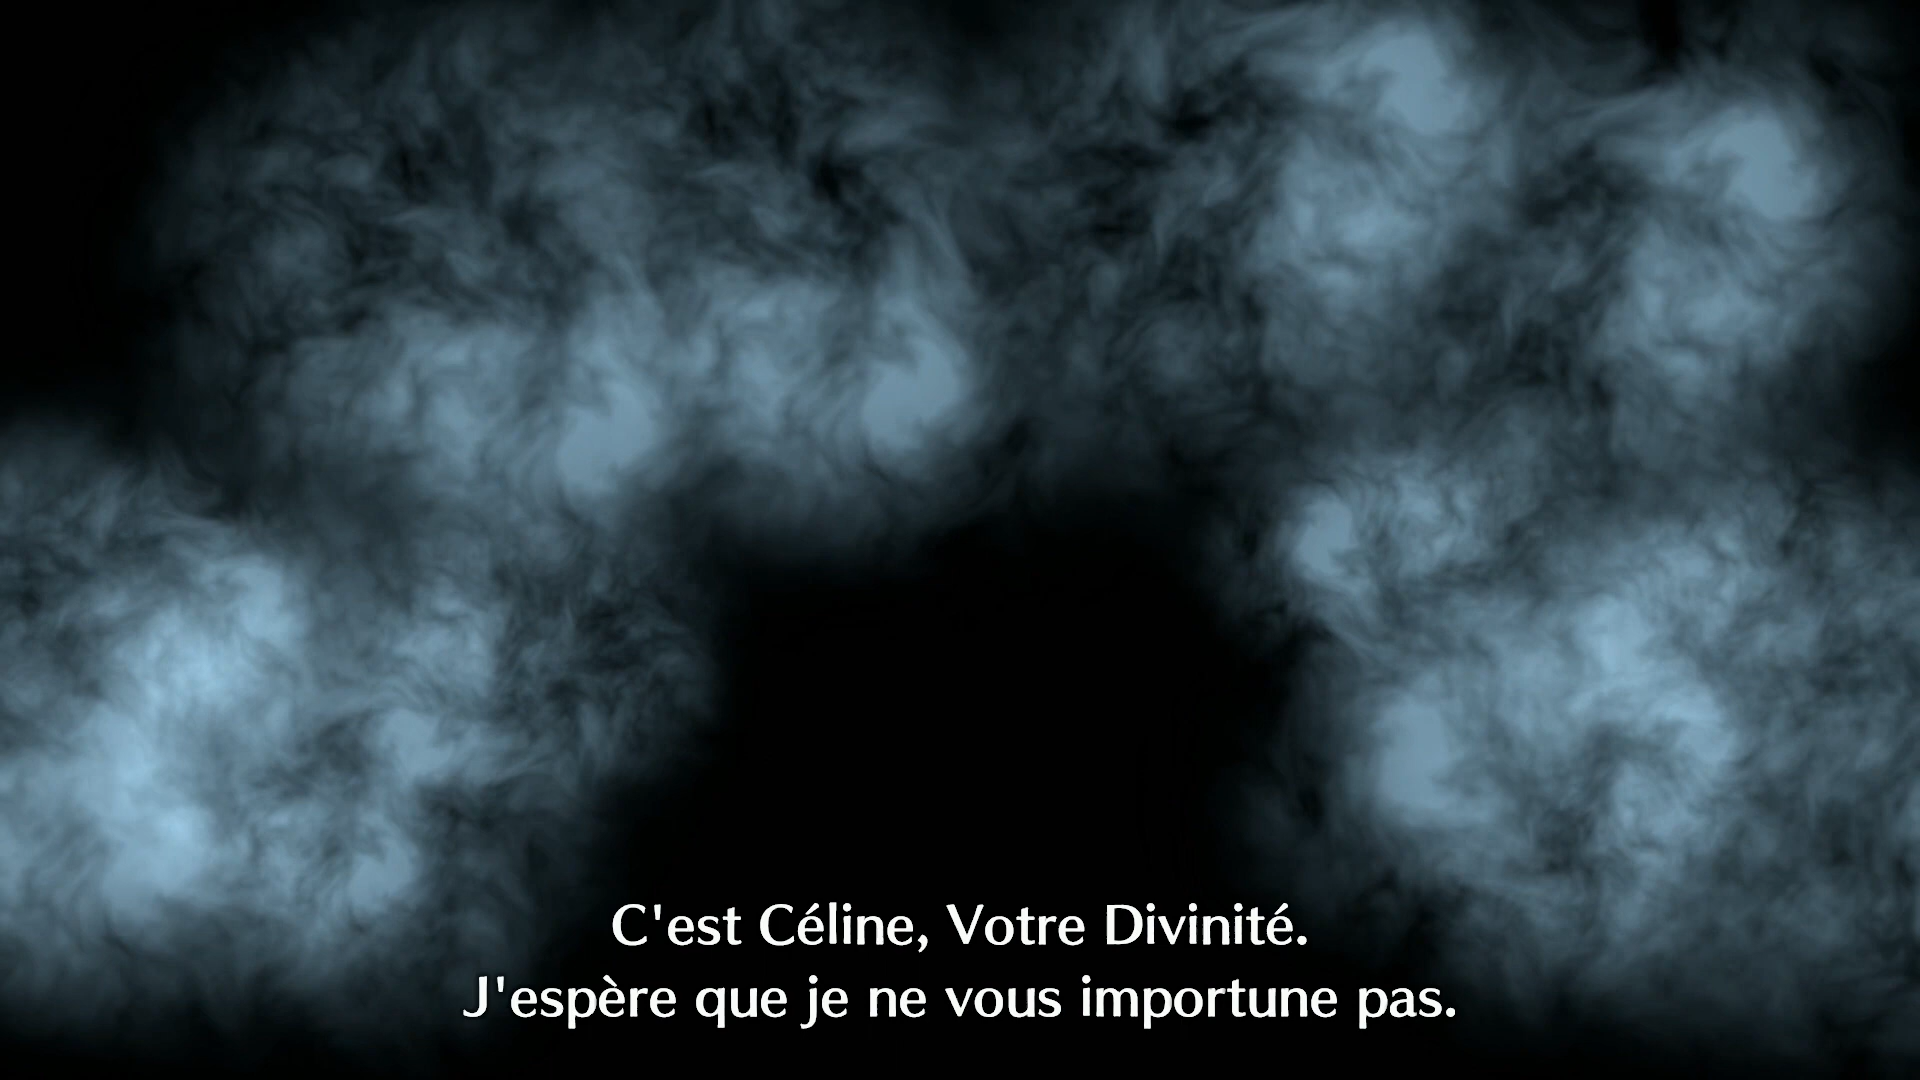 C'est Céline, Votre Divinité.
J'espère que je ne vous importune pas.